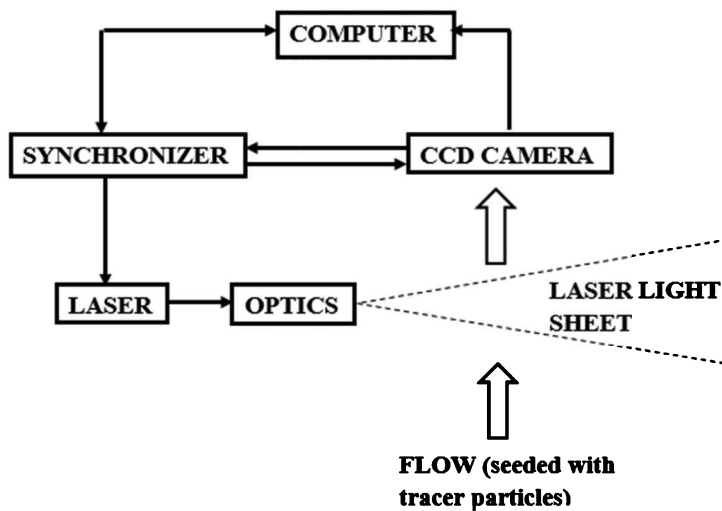 COMPUTER
SYNCHRONIZER
CCD CAMERA
LASER
OPTICS
LASER LIGHT
SHEET
FLOW (seeded with
tracer particles)